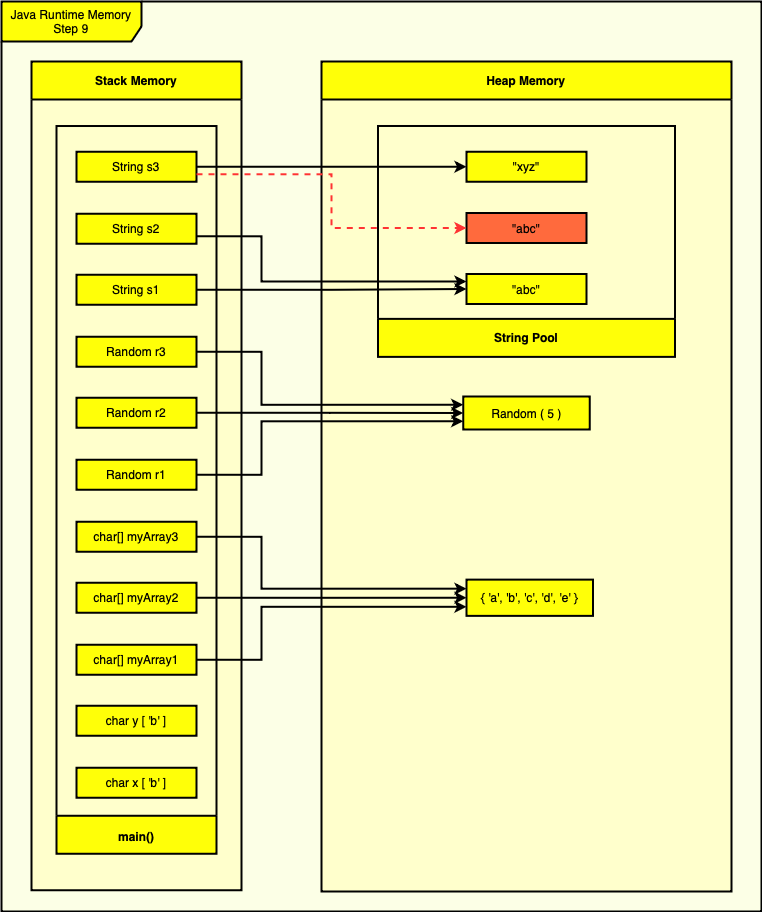 Java Runtime Memory
Step 9
Stack Memory
Heap Memory
String s3
"xyz"
String s2
"abc"
String s1
"abc"
String Pool
Random r3
Random r2
Random ( 5 )
Random r1
char[] myArray3
char[] myArray2
{ 'a', 'b', 'c', 'd', 'e' }
char[] myArray1
char y [ 'b' ]
char x [ 'b' ]
main()